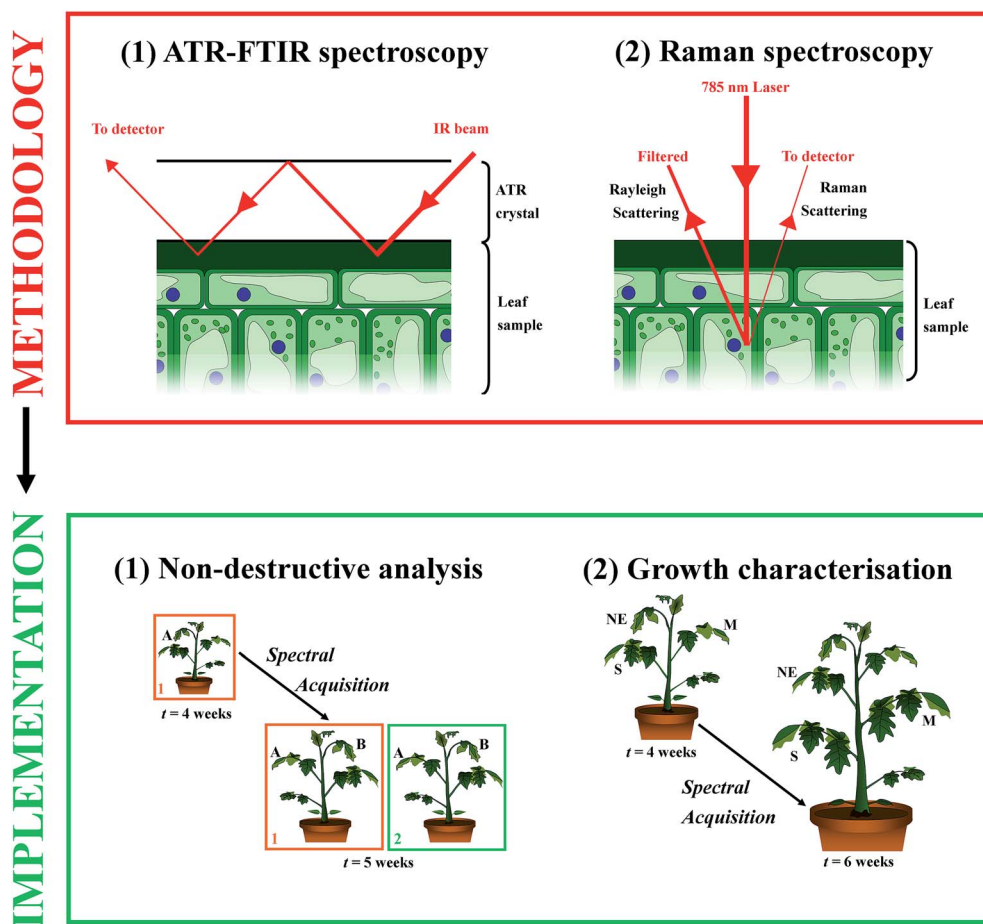 METHODOLOGY
(1) ATR-FTIR spectroscopy
To detector
IR beam
ATR
crystal
Leaf
sample
(2) Raman spectroscopy
785 nm Laser
Filtered
To detector
Rayleigh
Scattering
Raman
Scattering
Leaf
sample
IMPLEMENTATION
(1) Non-destructive analysis
A
1
t = 4 weeks
Spectral
Acquisition
A
B
1
A
B
2
t = 5 weeks
(2) Growth characterisation
NE
M
S
t = 4 weeks
Spectral
Acquisition
NE
M
S
t = 6 weeks